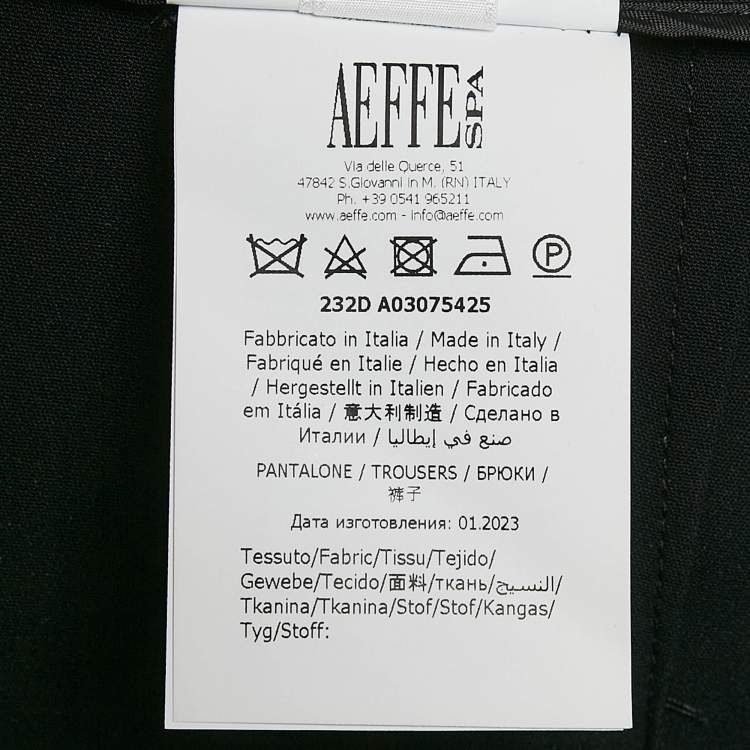 AEFFE SPA
Via delle Querce, 51
47842 S.Giovanni in M. (RN) ITALY
Ph. +39 0541 965211
www.aeffe.com - info@aeffe.com
P
232D A03075425
Fabbricato in Italia / Made in Italy /
Fabriqué en Italie / Hecho en Italia
/ Hergestellt in Italien / Fabricado
em Itália / 意大利制造 / Сделано в
Италии / صنع في إيطاليا
PANTALONE / TROUSERS / БРЮКИ /
裤子
Дата изготовления: 01.2023
Tessuto/Fabric/Tissu/Tejido/
Gewebe/Tecido/面料/ткань/النسيج/
Tkanina/Tkanina/Stof/Stof/Kangas/
Tyg/Stoff: